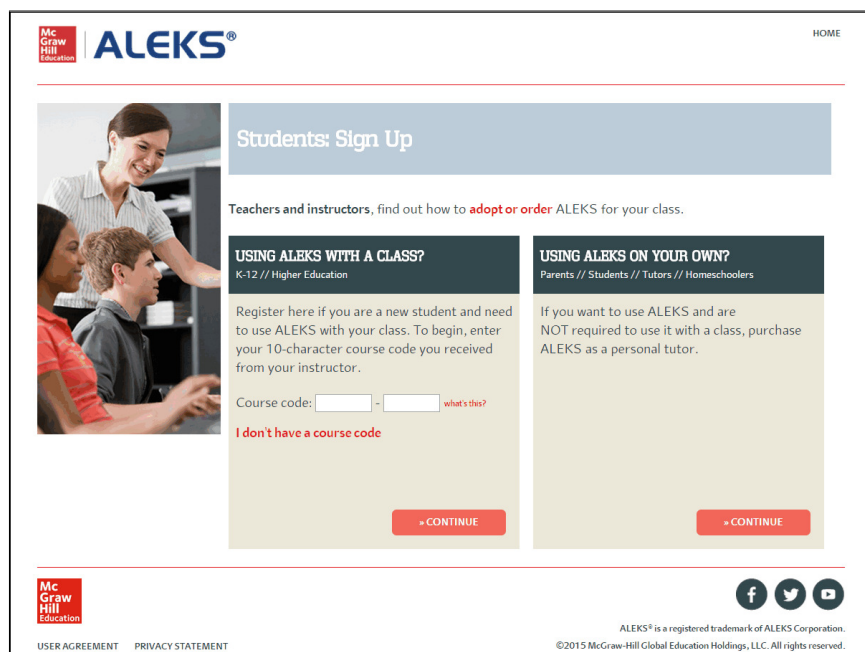 Mc
Graw
Hill
Education
ALEKS®
HOME
Students: Sign Up
Teachers and instructors, find out how to adopt or order ALEKS for your class.
USING ALEKS WITH A CLASS?
K-12 // Higher Education
Register here if you are a new student and need
to use ALEKS with your class. To begin, enter
your 10-character course code you received
from your instructor.
Course code: - what's this?
I don't have a course code
» CONTINUE
USING ALEKS ON YOUR OWN?
Parents // Students // Tutors // Homeschoolers
If you want to use ALEKS and are
NOT required to use it with a class, purchase
ALEKS as a personal tutor.
» CONTINUE
Mc
Graw
Hill
Education
USER AGREEMENT PRIVACY STATEMENT
ALEKS® is a registered trademark of ALEKS Corporation.
©2015 McGraw-Hill Global Education Holdings, LLC. All rights reserved.